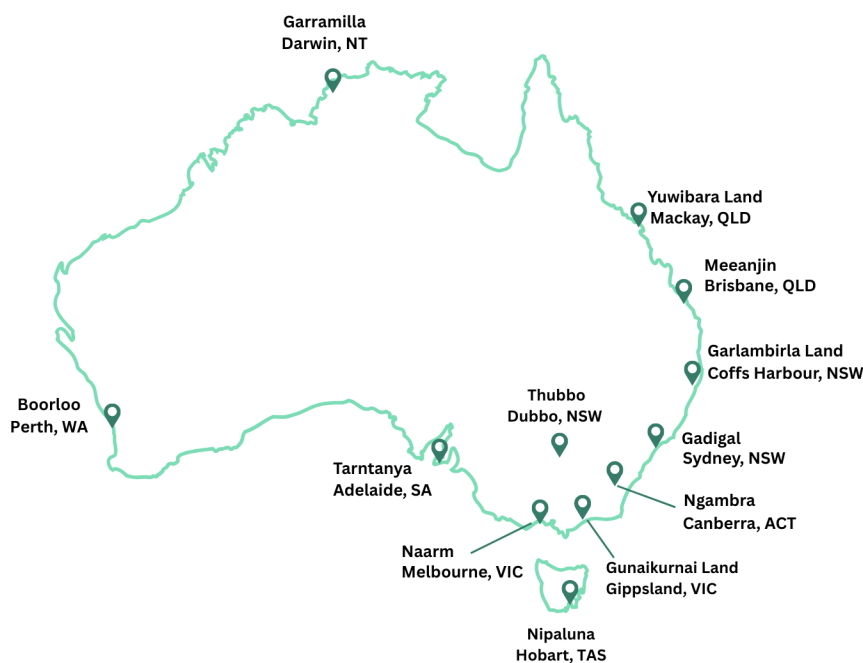 Garramilla
Darwin, NT
Yuwibara Land
Mackay, QLD
Meeanjin
Brisbane, QLD
Garlambirla Land
Coffs Harbour, NSW
Thubbo
Dubbo, NSW
Boorloo
Perth, WA
Gadigal
Sydney, NSW
Tarntanya
Adelaide, SA
Ngambra
Canberra, ACT
Naarm
Melbourne, VIC
Gunaikurnai Land
Gippsland, VIC
Nipaluna
Hobart, TAS